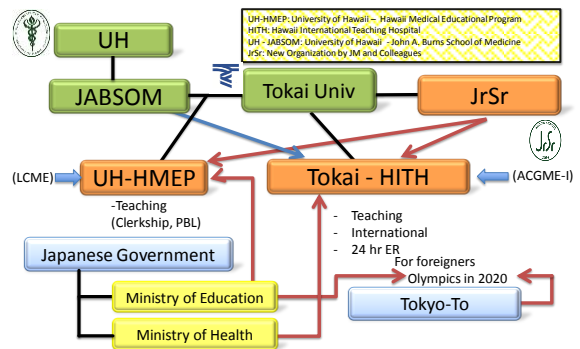 UH
UH-HMEP: University of Hawaii – Hawaii Medical Educational Program
HITH: Hawaii International Teaching Hospital
UH - JABSOM: University of Hawaii - John A. Burns School of Medicine
JrSr: New Organization by JM and Colleagues
JABSOM
Tokai Univ
JrSr
JrSr
(LCME)
UH-HMEP
Tokai - HITH
(ACGME-I)
-Teaching
(Clerkship, PBL)
- Teaching
- International
- 24 hr ER
Japanese Government
For foreigners
Olympics in 2020
Ministry of Education
Tokyo-To
Ministry of Health